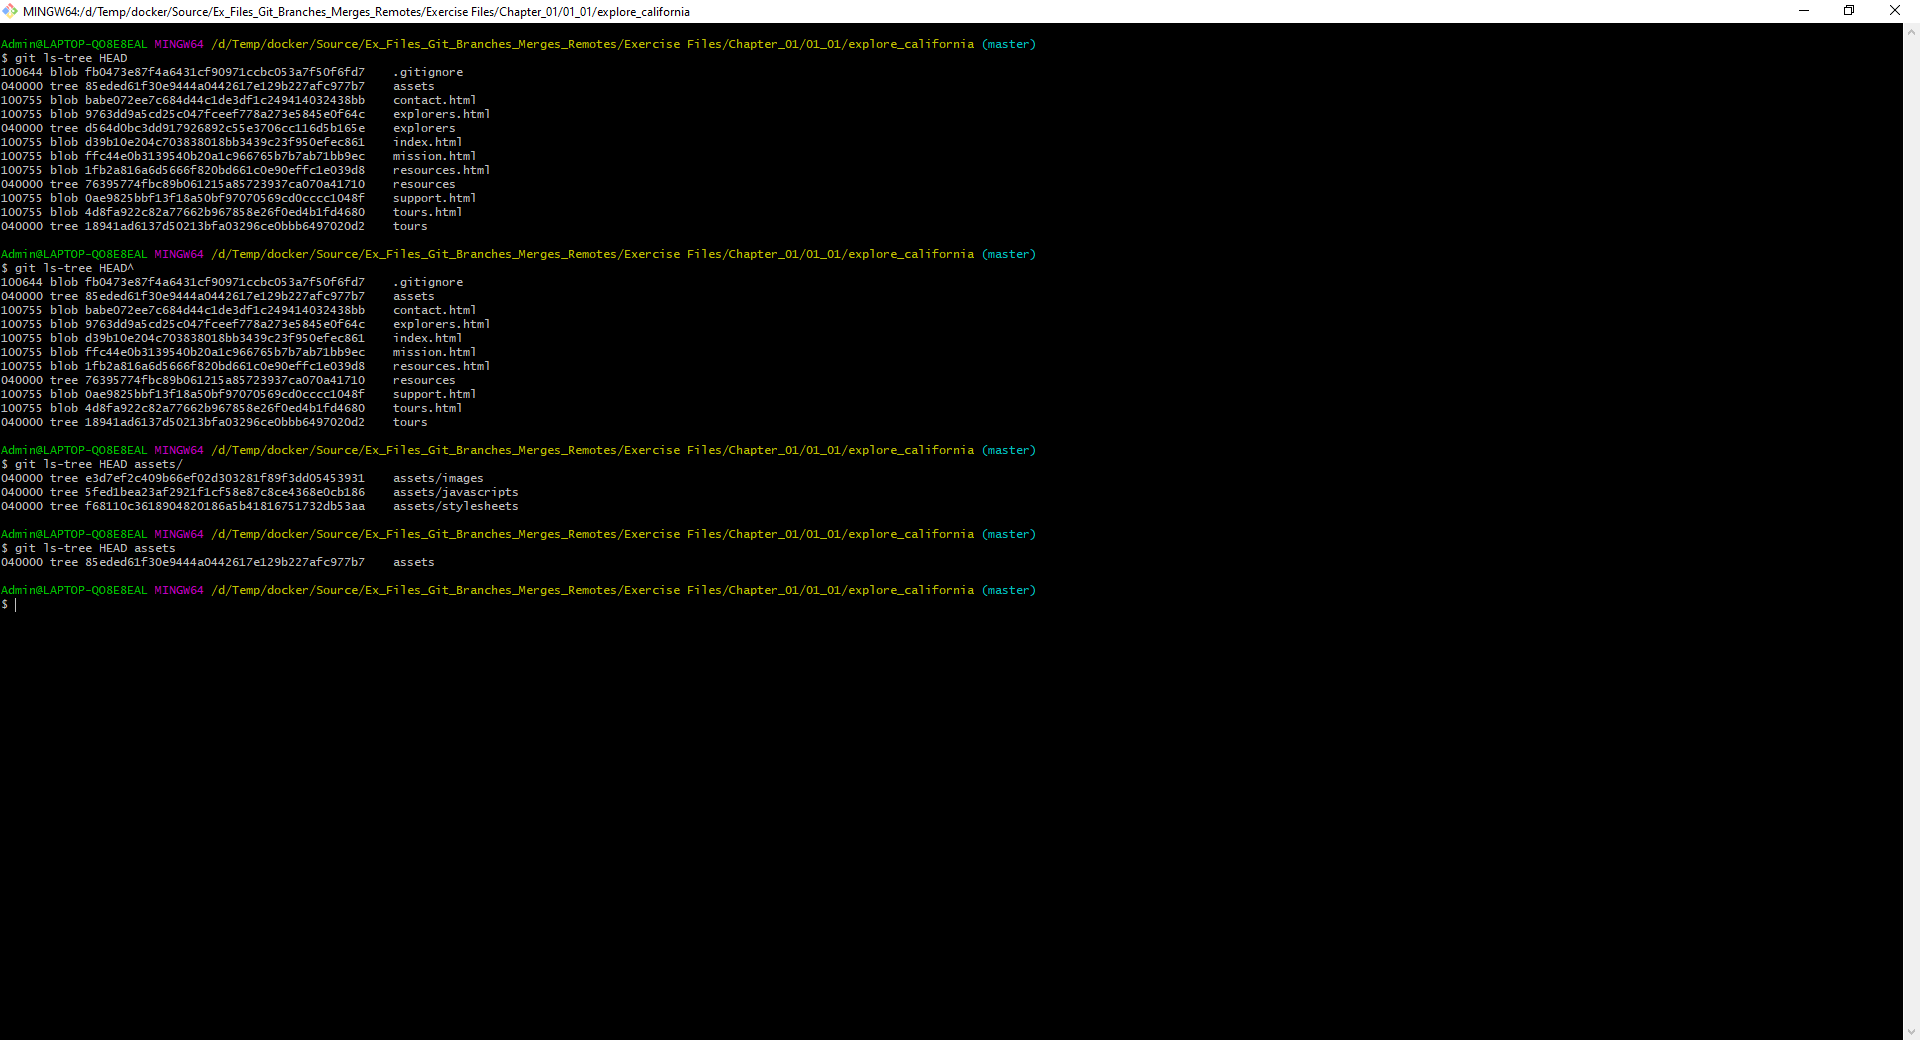 MINGW64:/d/Temp/docker/Source/Ex_Files_Git_Branches_Merges_Remotes/Exercise Files/Chapter_01/01_01/explore_california
Admin@LAPTOP-QO8E8EAL MINGW64 /d/Temp/docker/Source/Ex_Files_Git_Branches_Merges_Remotes/Exercise Files/Chapter_01/01_01/explore_california (master)
$ git ls-tree HEAD
100644 blob fb0473e87f4a6431cf90971ccbc053a7f50f6fd7    .gitignore
040000 tree 85eded61f30e9444a0442617e129b227afc977b7    assets
100755 blob babe072ee7c684d44c1de3df1c249414032438bb    contact.html
100755 blob 9763dd9a5cd25c047fceef778a273e5845e0f64c    explorers.html
040000 tree d564d0bc3dd917926892c55e3706cc116d5b165e    explorers
100755 blob d39b10e204c703838018bb3439c23f950efec861    index.html
100755 blob ffc44e0b3139540b20a1c966765b7b7ab71bb9ec    mission.html
100755 blob 1fb2a816a6d5666f820bd661c0e90effc1e039d8    resources.html
040000 tree 76395774fbc89b061215a85723937ca070a41710    resources
100755 blob 0ae9825bbf13f18a50bf97070569cd0cccc1048f    support.html
100755 blob 4d8fa922c82a77662b967858e26f0ed4b1fd4680    tours.html
040000 tree 18941ad6137d50213bfa03296ce0bbb6497020d2    tours
Admin@LAPTOP-QO8E8EAL MINGW64 /d/Temp/docker/Source/Ex_Files_Git_Branches_Merges_Remotes/Exercise Files/Chapter_01/01_01/explore_california (master)
$ git ls-tree HEAD^
100644 blob fb0473e87f4a6431cf90971ccbc053a7f50f6fd7    .gitignore
040000 tree 85eded61f30e9444a0442617e129b227afc977b7    assets
100755 blob babe072ee7c684d44c1de3df1c249414032438bb    contact.html
100755 blob 9763dd9a5cd25c047fceef778a273e5845e0f64c    explorers.html
100755 blob d39b10e204c703838018bb3439c23f950efec861    index.html
100755 blob ffc44e0b3139540b20a1c966765b7b7ab71bb9ec    mission.html
100755 blob 1fb2a816a6d5666f820bd661c0e90effc1e039d8    resources.html
040000 tree 76395774fbc89b061215a85723937ca070a41710    resources
100755 blob 0ae9825bbf13f18a50bf97070569cd0cccc1048f    support.html
100755 blob 4d8fa922c82a77662b967858e26f0ed4b1fd4680    tours.html
040000 tree 18941ad6137d50213bfa03296ce0bbb6497020d2    tours
Admin@LAPTOP-QO8E8EAL MINGW64 /d/Temp/docker/Source/Ex_Files_Git_Branches_Merges_Remotes/Exercise Files/Chapter_01/01_01/explore_california (master)
$ git ls-tree HEAD assets/
040000 tree e3d7ef2c409b66ef02d303281f89f3dd05453931    assets/images
040000 tree 5fed1bea23af2921f1cf58e87c8ce4368e0cb186    assets/javascripts
040000 tree f68110c3618904820186a5b41816751732db53aa    assets/stylesheets
Admin@LAPTOP-QO8E8EAL MINGW64 /d/Temp/docker/Source/Ex_Files_Git_Branches_Merges_Remotes/Exercise Files/Chapter_01/01_01/explore_california (master)
$ git ls-tree HEAD assets
040000 tree 85eded61f30e9444a0442617e129b227afc977b7    assets
Admin@LAPTOP-QO8E8EAL MINGW64 /d/Temp/docker/Source/Ex_Files_Git_Branches_Merges_Remotes/Exercise Files/Chapter_01/01_01/explore_california (master)
$